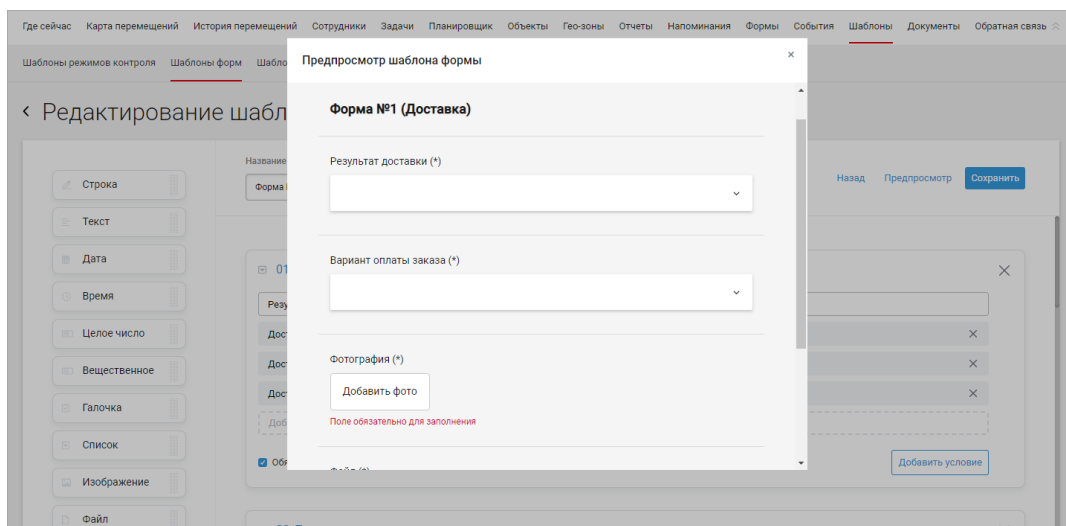 Где сейчас Карта перемещений История перемещений Сотрудники Задачи Планировщик Объекты Гео-зоны Отчеты Напоминания Формы События Шаблоны Документы Обратная связь
Шаблоны режимов контроля Шаблоны форм
Предпросмотр шаблона формы
Редактирование
Форма №1 (Доставка)
Название
Результат доставки (*)
Строка
Назад Предпросмотр Сохранить
Текст
Дата
Вариант оплаты заказа (*)
01
Время
Целое число
Фотография (*)
Вещественное
Добавить фото
Галочка
Поле обязательно для заполнения
Список
Добавить условие
Изображение
Файл